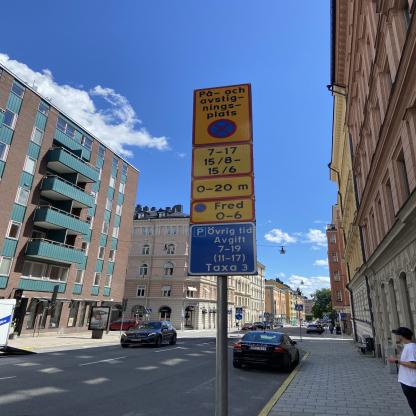 På- och
avstig-
nings-
plats
7-17
15/8-
15/6
0-20 m
Fred
0-6
P Övrig tid
Avgift
7-19
(11-17)
Taxa 3